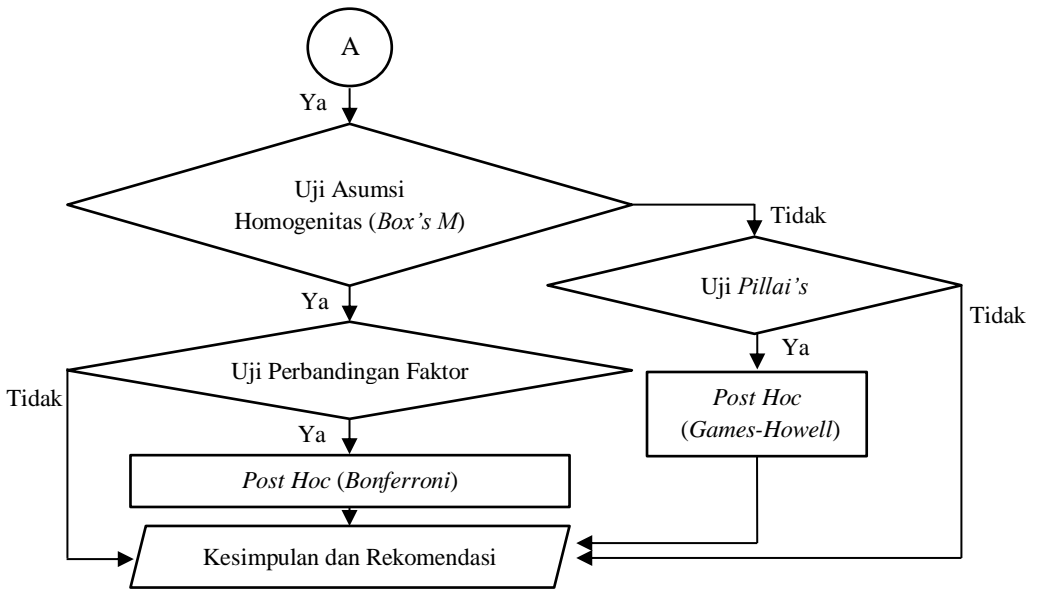 A
Ya
Uji Asumsi
Homogenitas (Box’s M)
Tidak
Uji Pillai’s
Tidak
Ya
Uji Perbandingan Faktor
Tidak
Ya
Post Hoc
(Games-Howell)
Ya
Post Hoc (Bonferroni)
Kesimpulan dan Rekomendasi